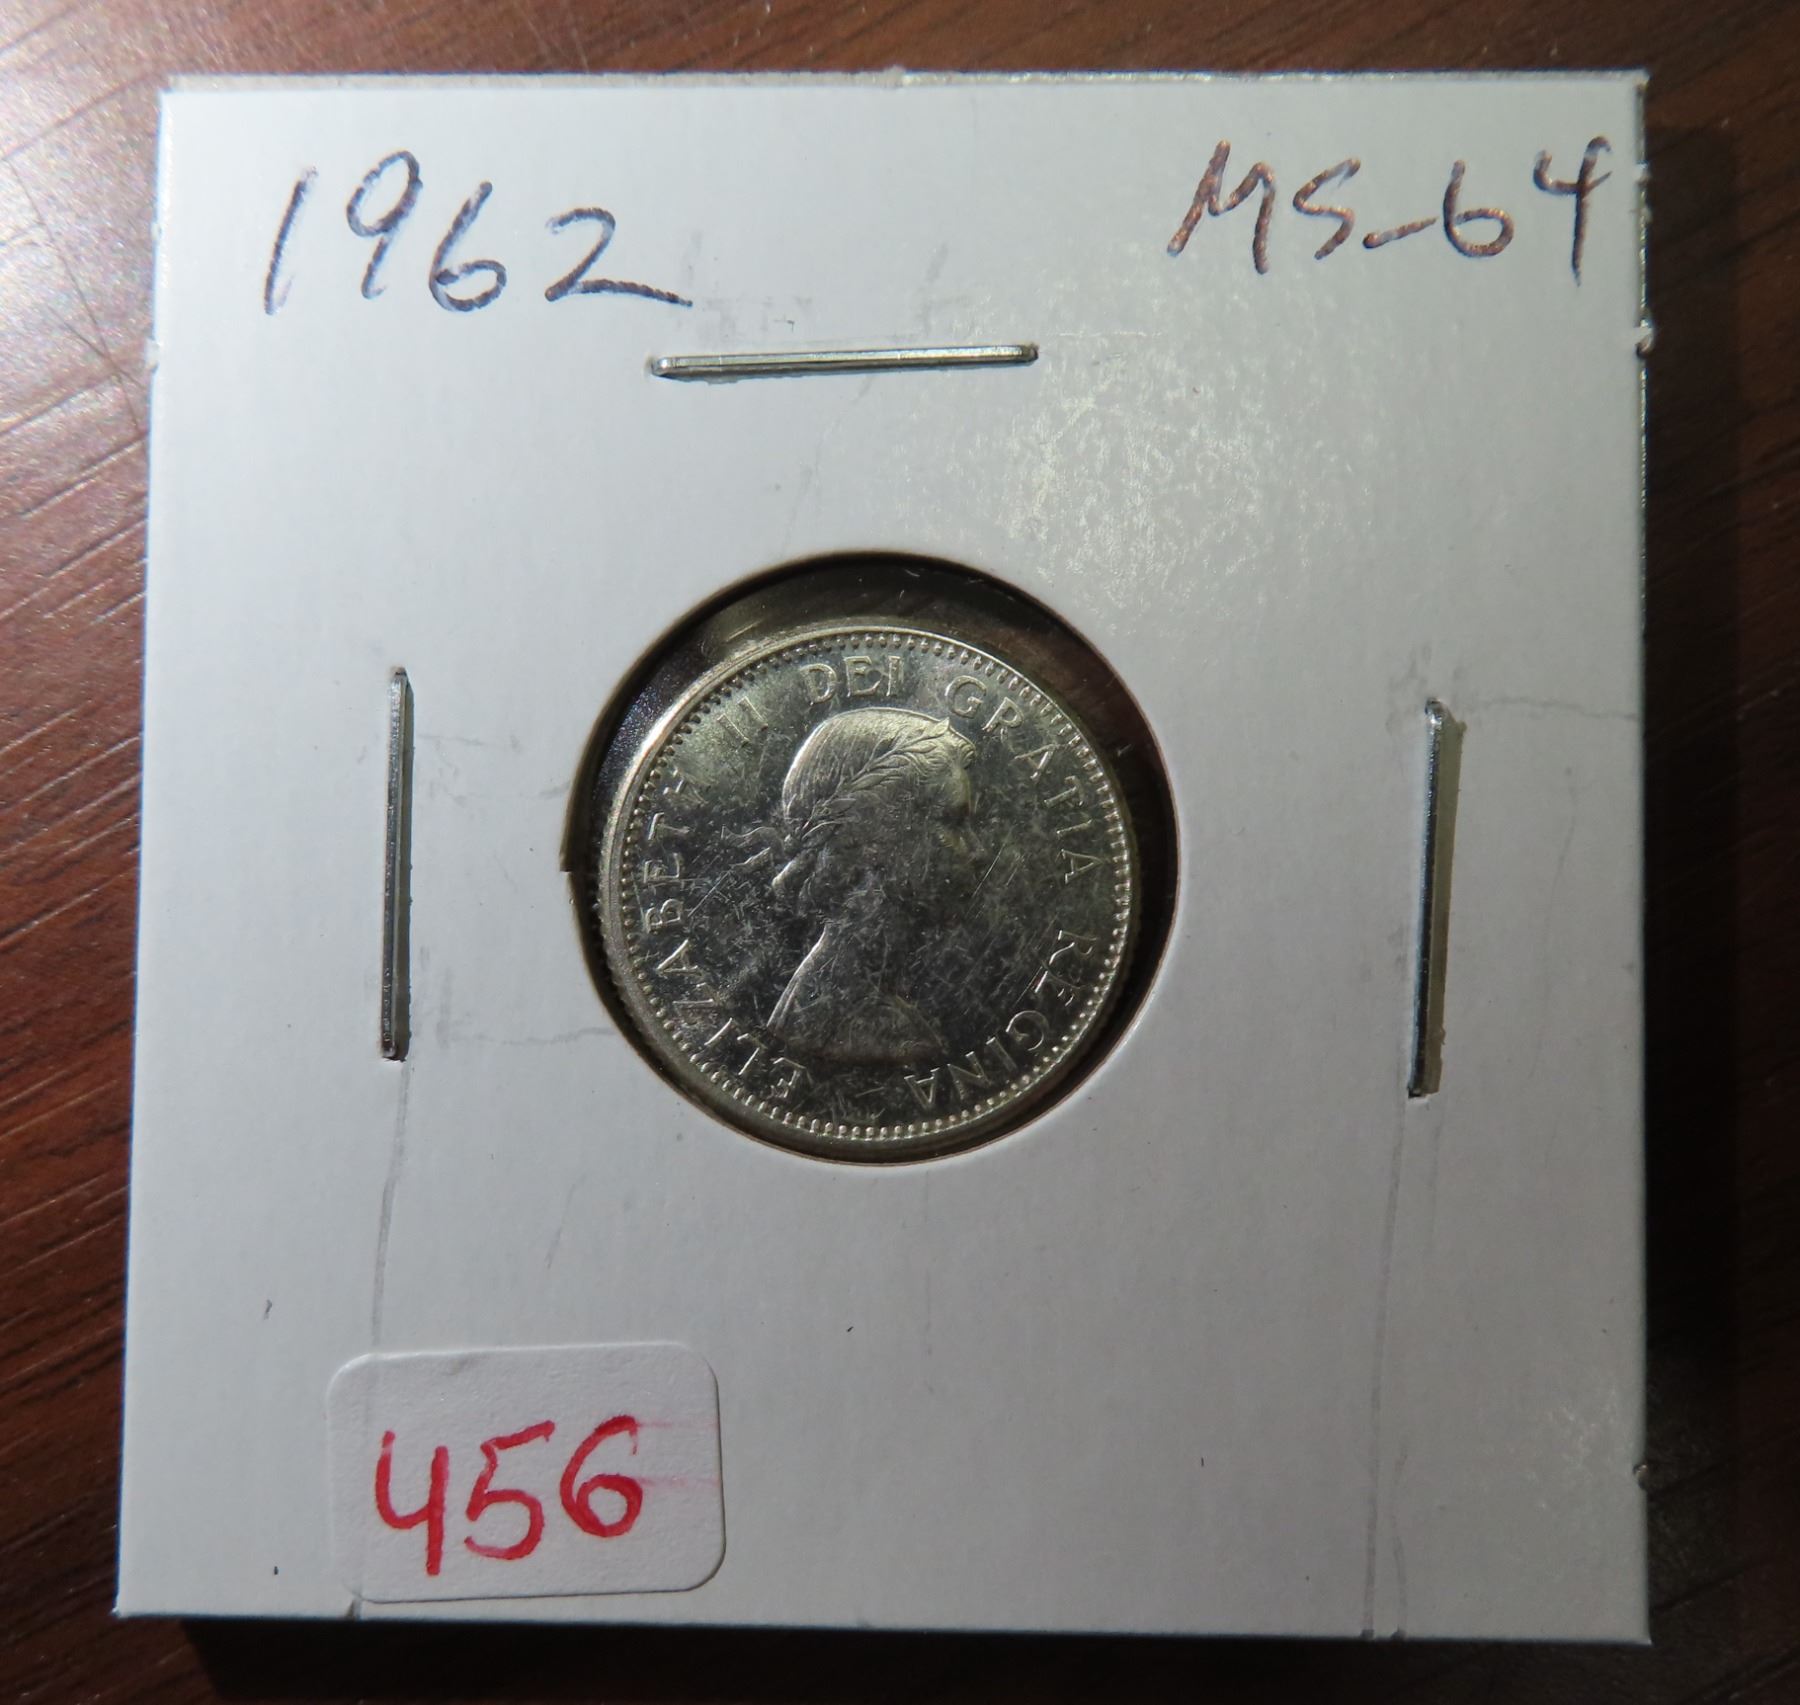 1962 MS-64
ELIZABETH II DEI GRATIA REGINA
456